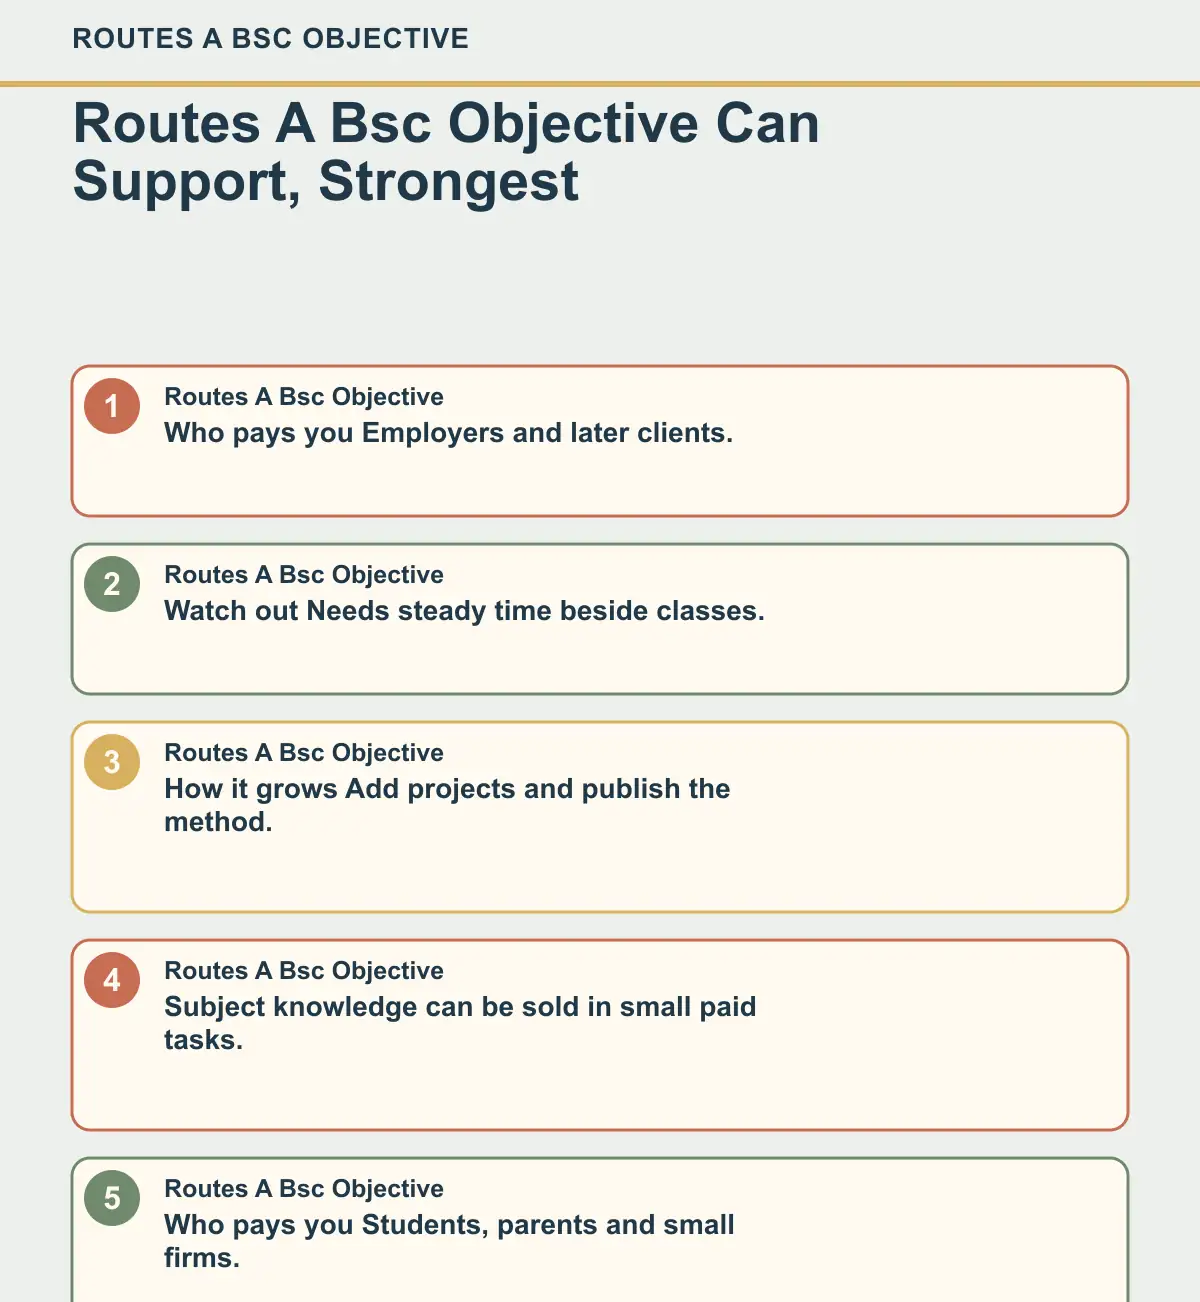 ROUTES A BSC OBJECTIVE
Routes A Bsc Objective Can
Support, Strongest
1
Routes A Bsc Objective
Who pays you Employers and later clients.
2
Routes A Bsc Objective
Watch out Needs steady time beside classes.
3
Routes A Bsc Objective
How it grows Add projects and publish the
method.
4
Routes A Bsc Objective
Subject knowledge can be sold in small paid
tasks.
5
Routes A Bsc Objective
Who pays you Students, parents and small
firms.